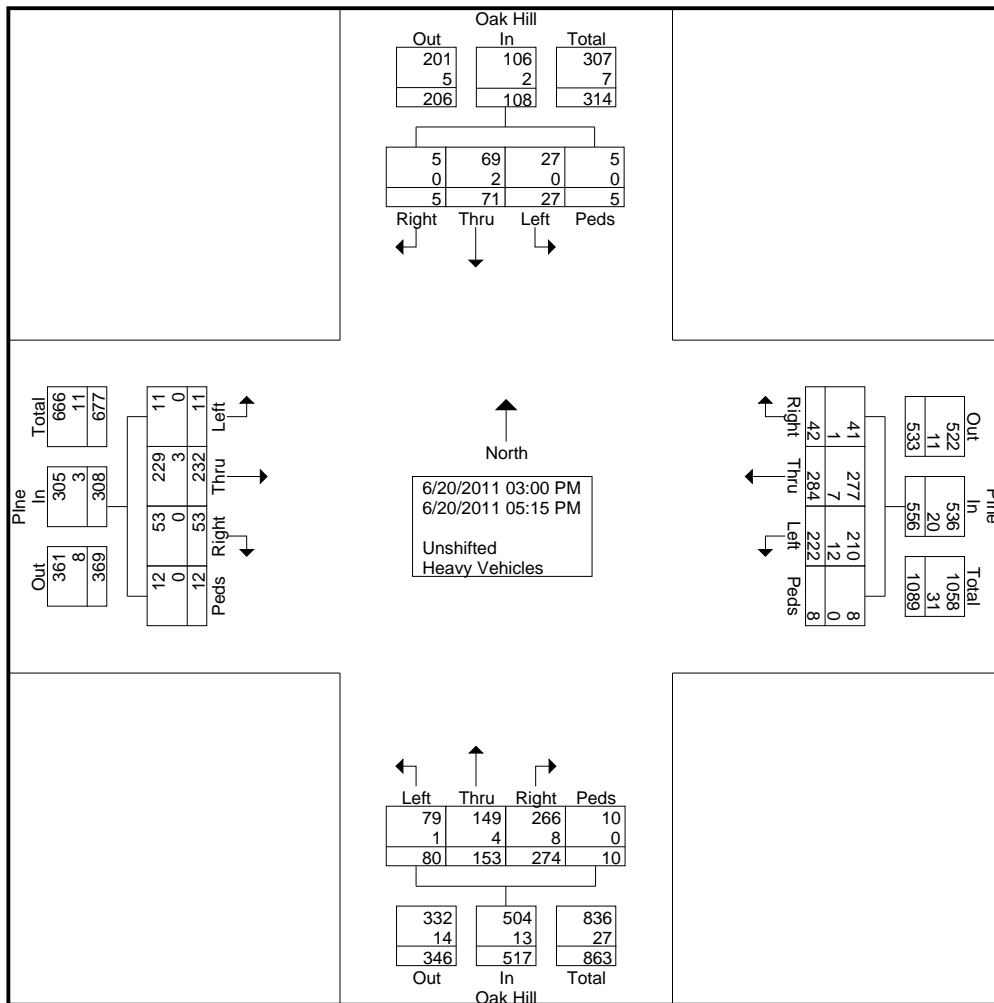 Oak Hill
Out In Total
201 106 307
5 2 7
206 108 314
5 69 27 5
0 2 0 0
5 71 27 5
Right Thru Left Peds
PIne
Total In Out
666 305 361
11 3 8
677 308 369
11 229 53 12
0 3 0 0
11 232 53 12
Left Thru Right Peds
North
6/20/2011 03:00 PM
6/20/2011 05:15 PM
Unshifted
Heavy Vehicles
Right Thru Left Peds
41 277 210 8
1 7 12 0
42 284 222 8
Out In Total
522 536 1058
11 20 31
533 556 1089
PIne
Left Thru Right Peds
79 149 266 10
1 4 8 0
80 153 274 10
332 504 836
14 13 27
346 517 863
Out In Total
Oak Hill